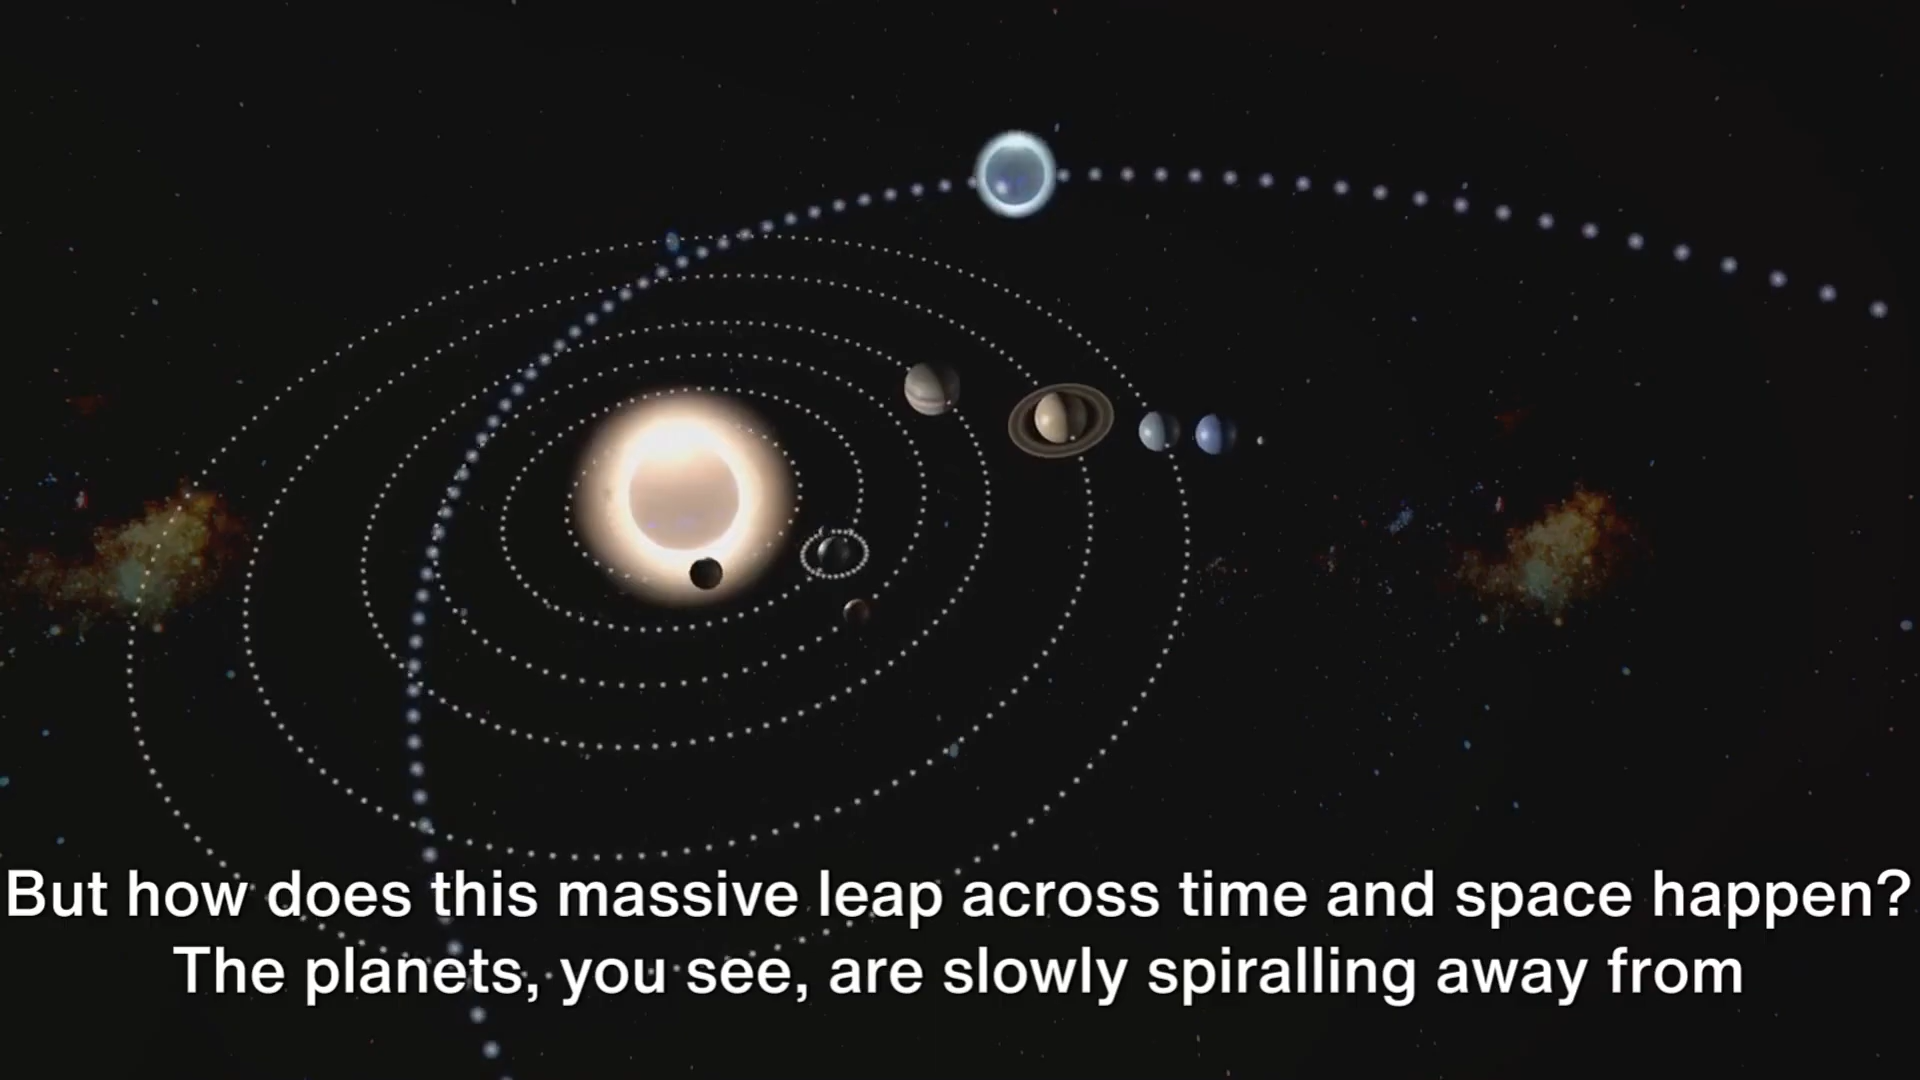 But how does this massive leap across time and space happen?
The planets, you see, are slowly spiralling away from